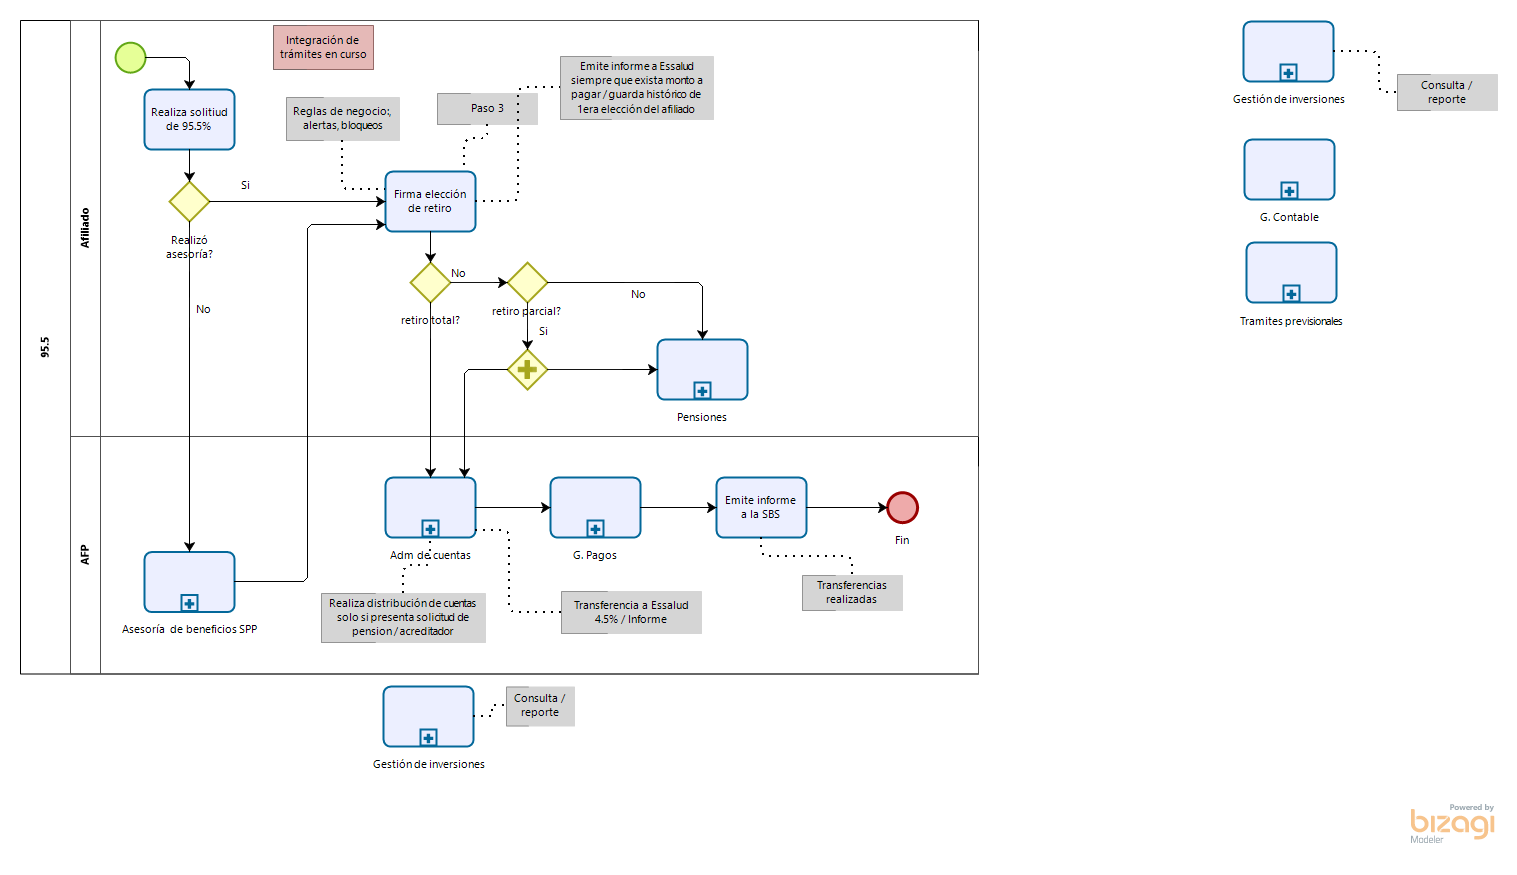 95.5
Afiliado
AFP
Integración de
trámites en curso
Realiza solitiud
de 95.5%
Reglas de negocio:,
alertas, bloqueos
Paso 3
Emite informe a Essalud
siempre que exista monto a
pagar / guarda histórico de
1era elección del afiliado
Si
Firma elección
de retiro
Realizó
asesoría?
No
No
retiro total?
retiro parcial?
No
Si
Pensiones
Adm de cuentas
G. Pagos
Emite informe
a la SBS
Fin
Transferencias
realizadas
Realiza distribución de cuentas
solo si presenta solicitud de
pension / acreditador
Transferencia a Essalud
4.5% / Informe
Asesoría de beneficios SPP
Consulta /
reporte
Gestión de inversiones
Gestión de inversiones
Consulta /
reporte
G. Contable
Tramites previsionales
Powered by
bizagi
Modeler